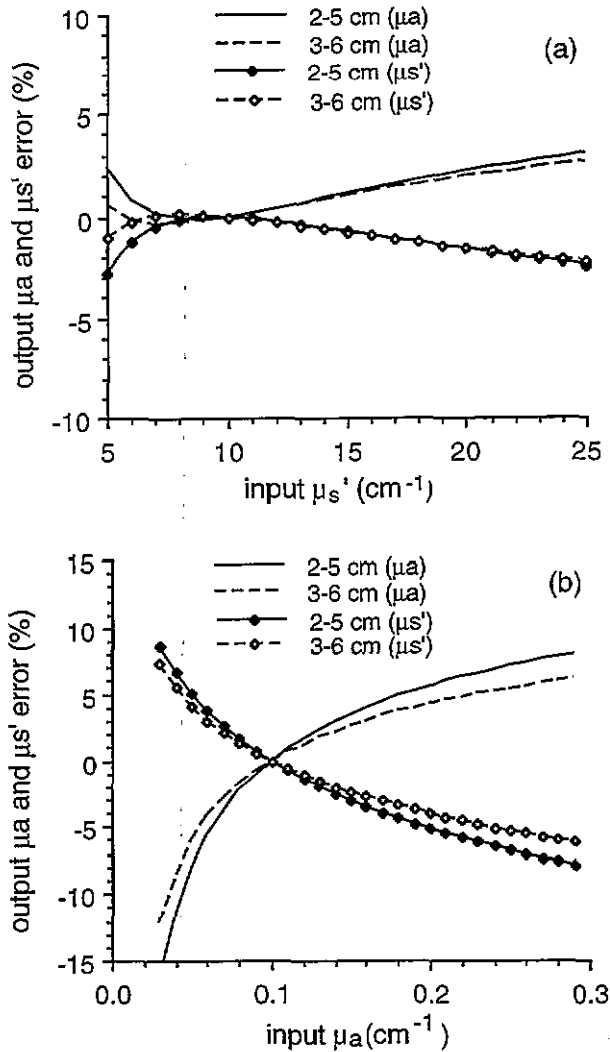 10
5
0
-5
-10
output μa and μs' error (%)
2-5 cm (μa)
3-6 cm (μa)
2-5 cm (μs')
3-6 cm (μs')
(a)
5 10 15 20 25
input μs' (cm-1)
15
10
5
0
-5
-10
-15
output μa and μs' error (%)
2-5 cm (μa)
3-6 cm (μa)
2-5 cm (μs')
3-6 cm (μs')
(b)
0.0 0.1 0.2 0.3
input μa(cm-1)